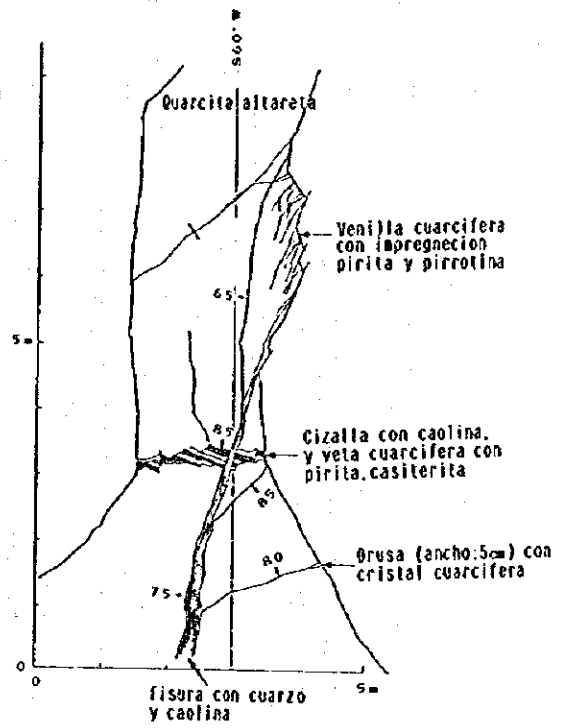 S60°W
Quarcita altareta
Venilla cuarcifera
con impregnecion
pirita y pirrotina
65
5m
85
Cizalla con caolina.
y veta cuarcifera con
pirita.casiterita
85
80
Drusa (ancho:5cm) con
cristal cuarcifera
75
0
0
5m
fisura con cuarzo
y caolina